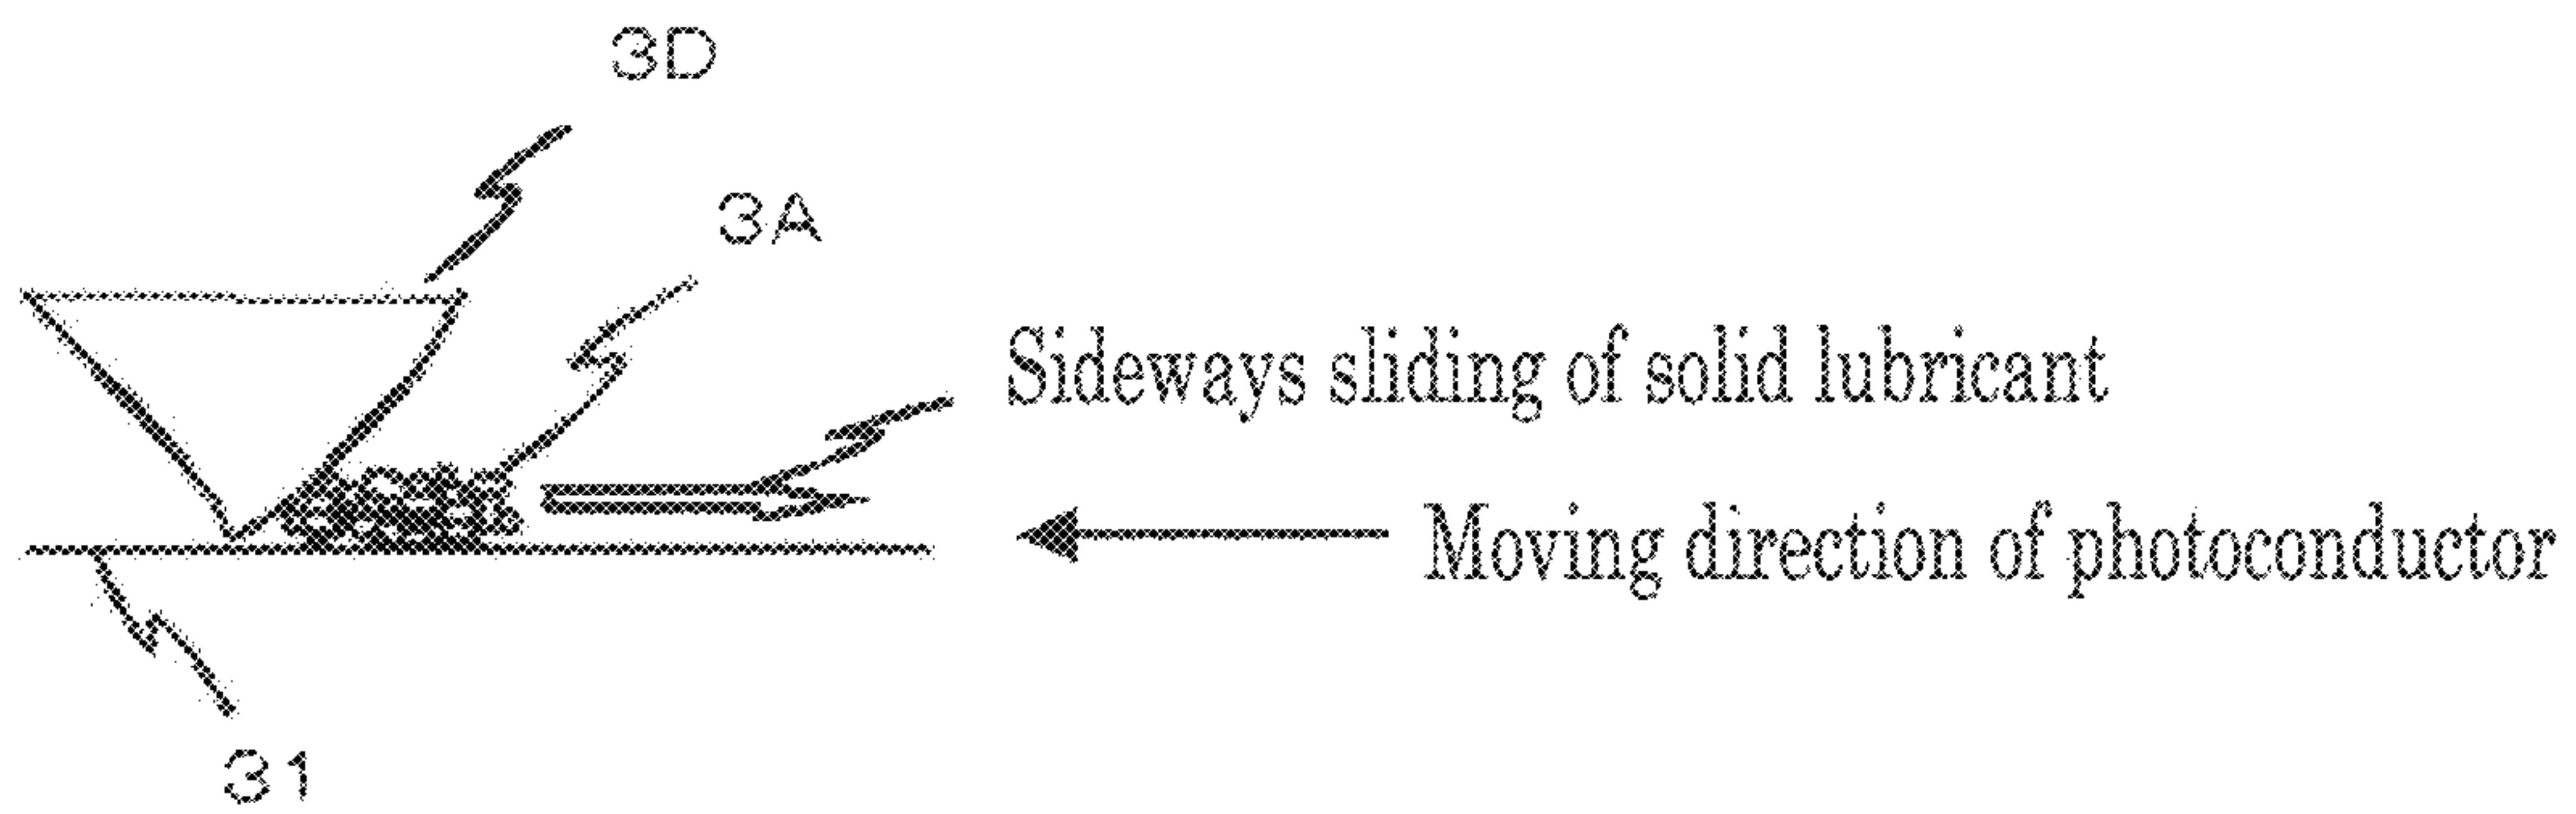 3D
3A
Sideways sliding of solid lubricant
Moving direction of photoconductor
31